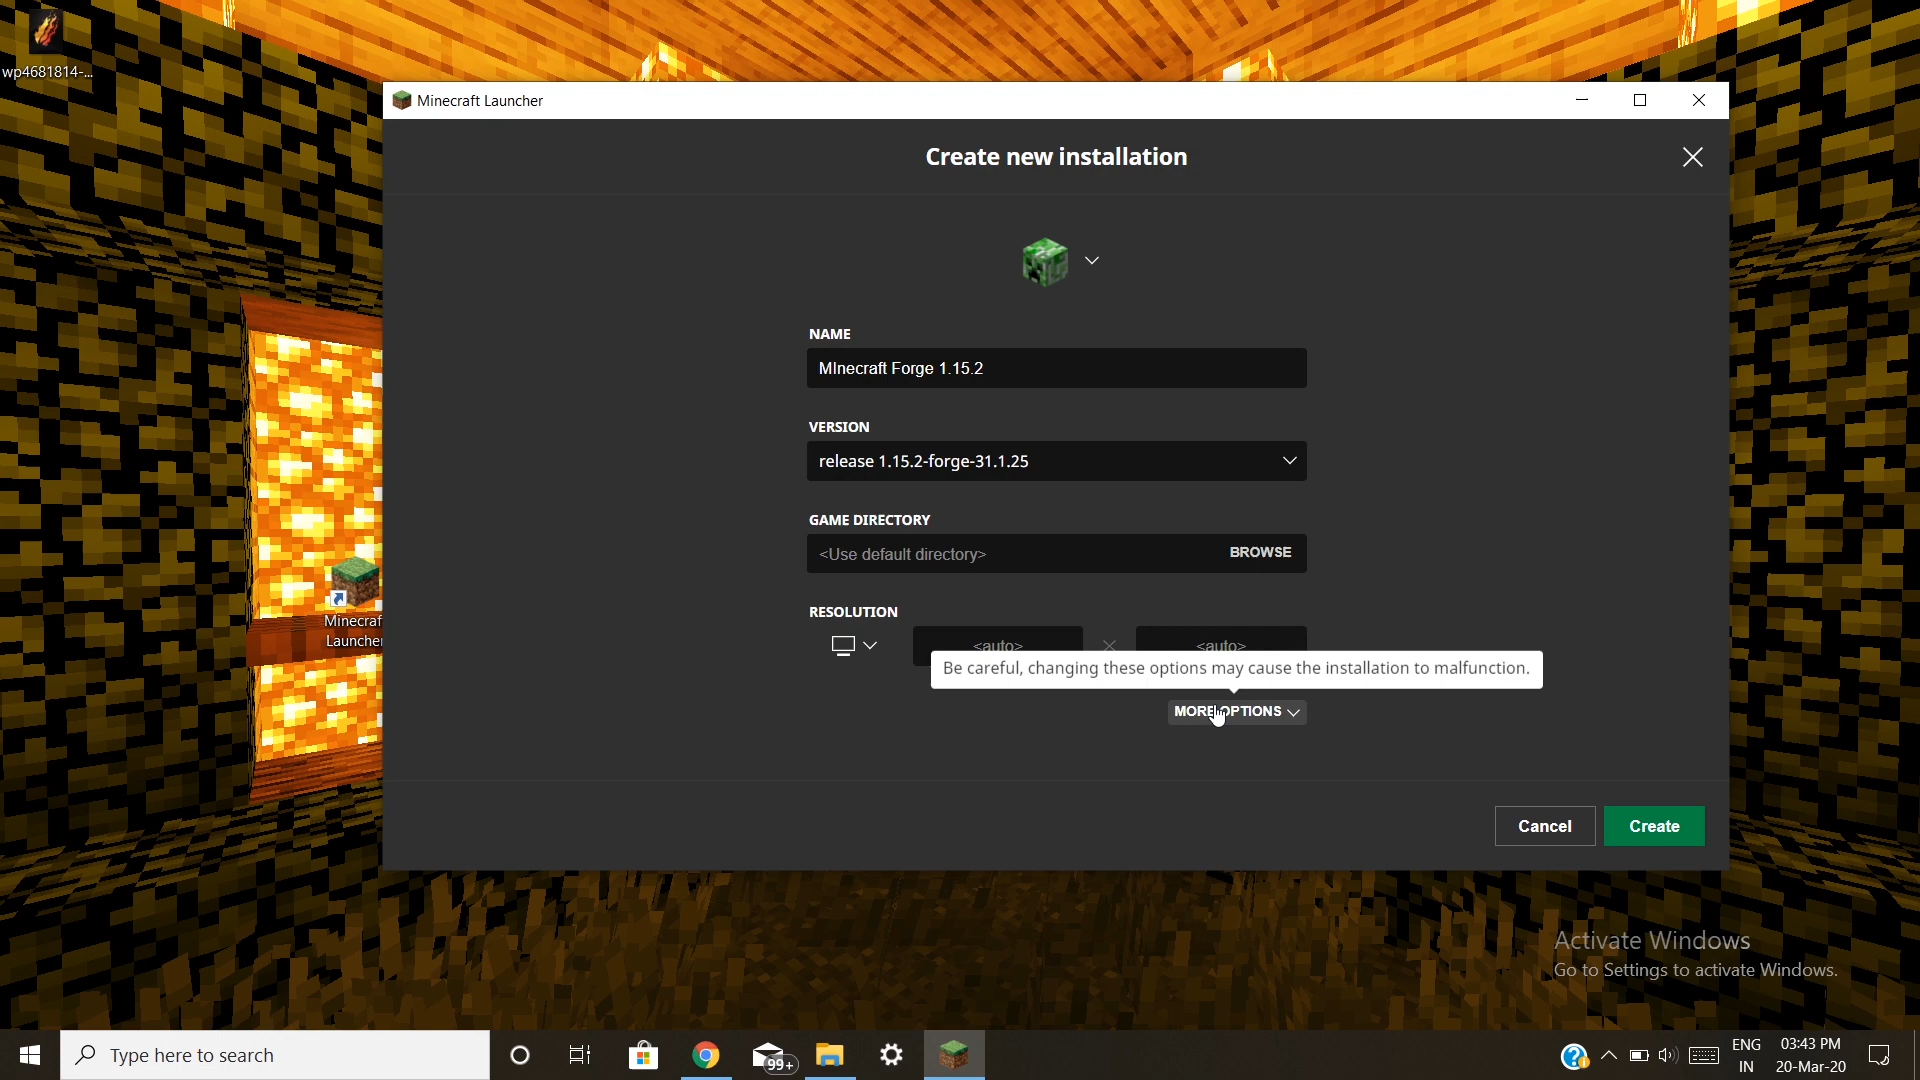 wp4681814-...
Minecraft Launcher
Create new installation
NAME
MInecraft Forge 1.15.2
VERSION
release 1.15.2-forge-31.1.25
GAME DIRECTORY
<Use default directory>
BROWSE
RESOLUTION
<auto>
<auto>
Be careful, changing these options may cause the installation to malfunction.
MORE OPTIONS
Cancel
Create
Minecraf
Launcher
Activate Windows
Go to Settings to activate Windows.
Type here to search
99+
ENG
IN
03:43 PM
20-Mar-20